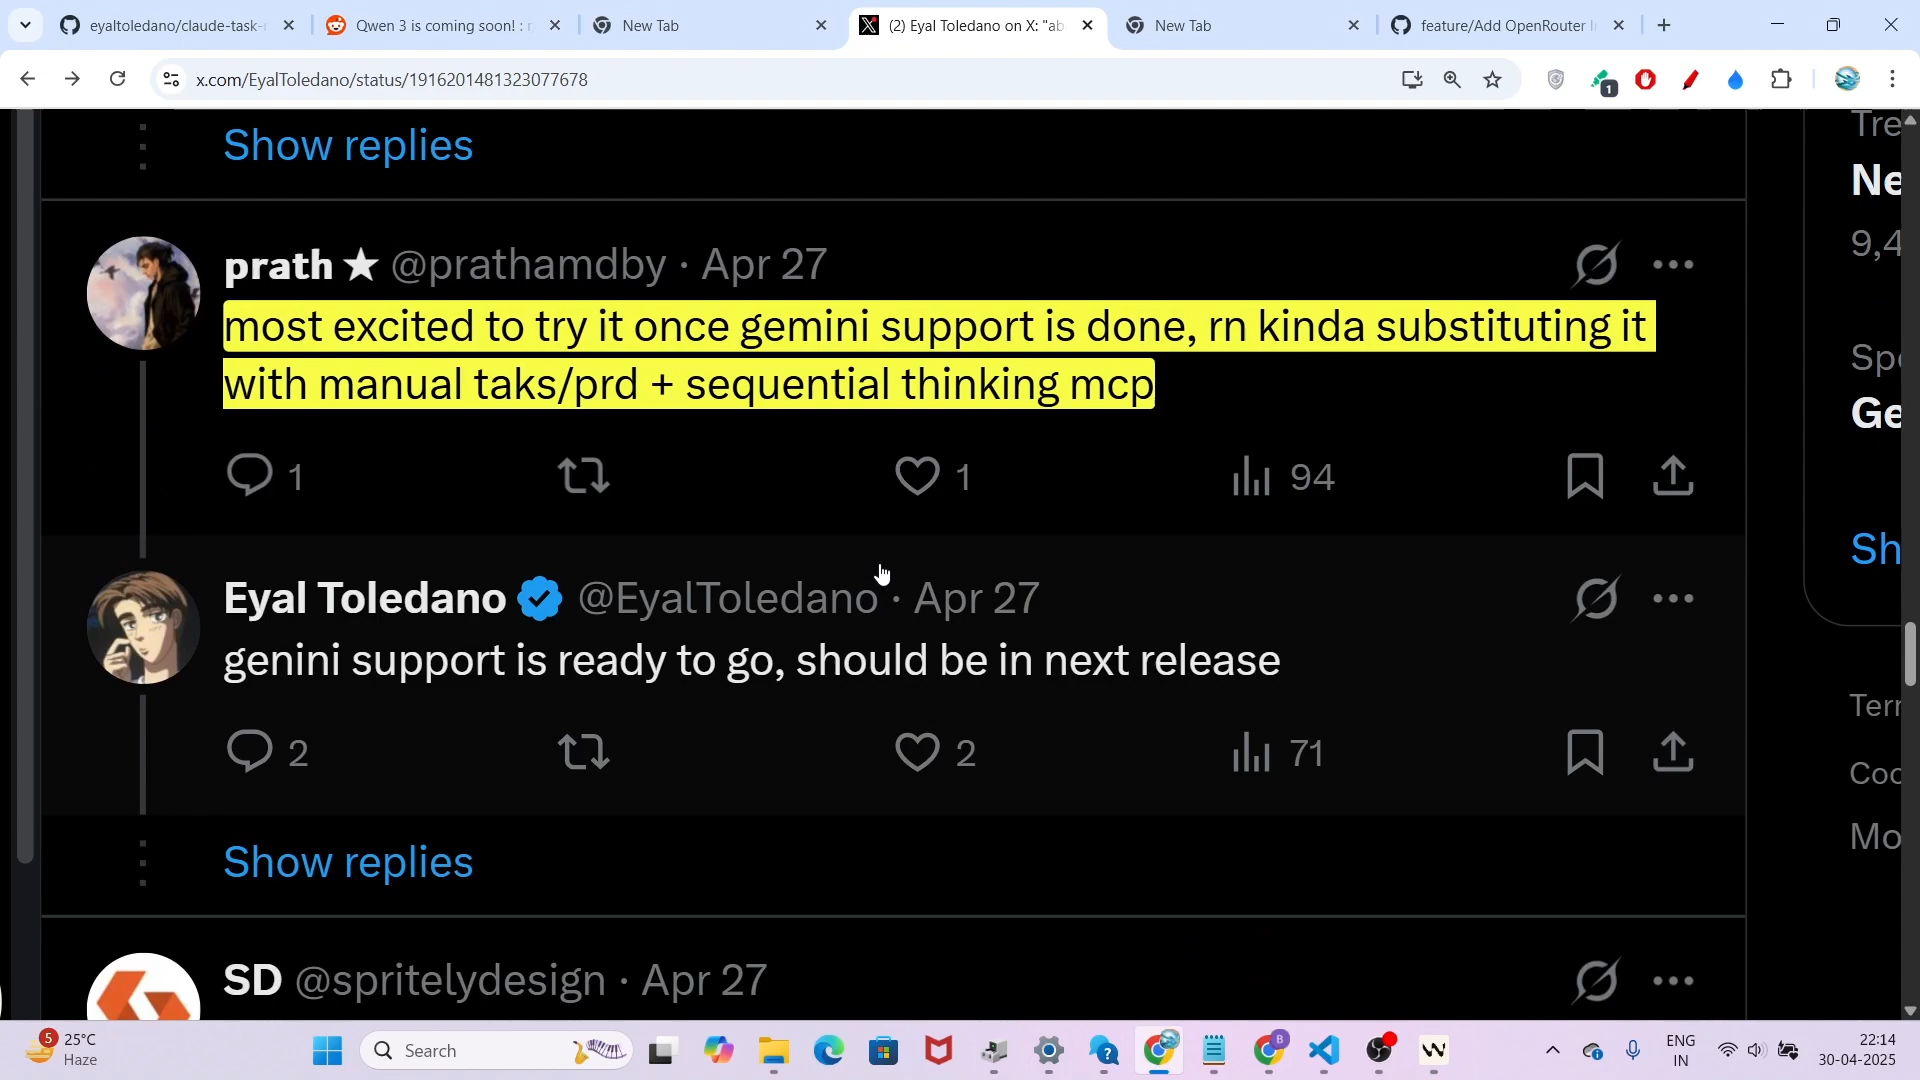 eyaltoledano/claude-task-
Qwen 3 is coming soon! : r
New Tab
(2) Eyal Toledano on X: "ab
New Tab
feature/Add OpenRouter I
x.com/EyalToledano/status/1916201481323077678
1
Show replies
prath ★ @prathamdby · Apr 27
most excited to try it once gemini support is done, rn kinda substituting it
with manual taks/prd + sequential thinking mcp
1 1 94
Eyal Toledano @EyalToledano · Apr 27
genini support is ready to go, should be in next release
2 2 71
Show replies
SD @spritelydesign · Apr 27
Tre
Ne
9,4
Spo
Ge
Sh
Terr
Coo
Mo
5
25°C
Haze
Search
B
ENG
IN
22:14
30-04-2025